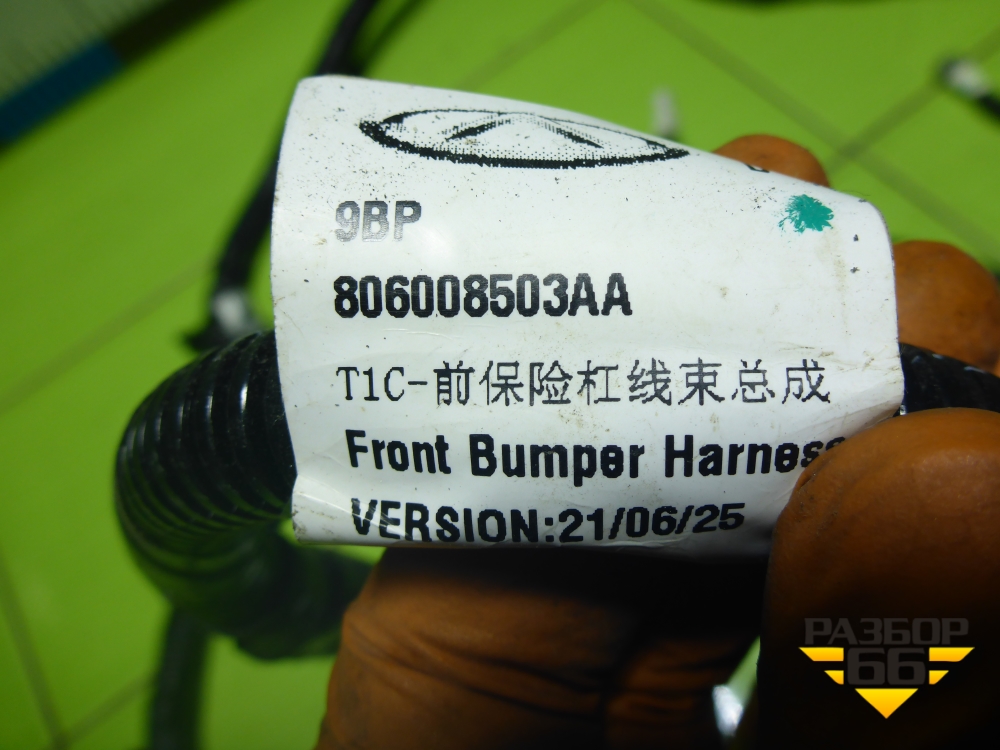 9BP
806008503AA
T1C-前保险杠线束总成
Front Bumper Harness
VERSION:21/06/25
РАЗБОР
66